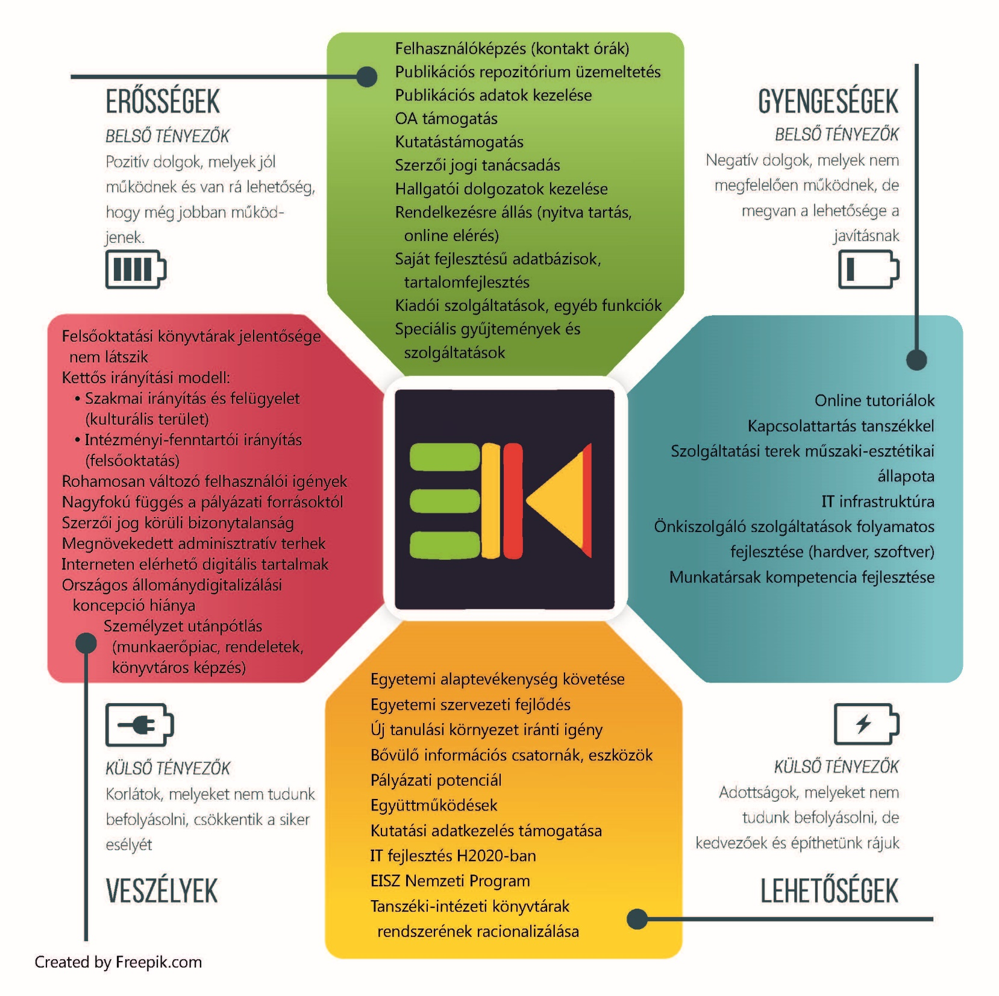 ERŐSSÉGEK
BELSŐ TÉNYEZŐK
Pozitív dolgok, melyek jól
működnek és van rá lehetőség,
hogy még jobban működ-
jenek.
Felhasználóképzés (kontakt órák)
Publikációs repozitórium üzemeltetés
Publikációs adatok kezelése
OA támogatás
Kutatástámogatás
Szerzői jogi tanácsadás
Hallgatói dolgozatok kezelése
Rendelkezésre állás (nyitva tartás,
online elérés)
Saját fejlesztésű adatbázisok,
tartalomfejlesztés
Kiadói szolgáltatások, egyéb funkciók
Speciális gyűjtemények és
szolgáltatások
GYENGESÉGEK
BELSŐ TÉNYEZŐK
Negatív dolgok, melyek nem
megfelelően működnek, de
megvan a lehetősége a
javításnak
Online tutoriálok
Kapcsolattartás tanszékkel
Szolgáltatási terek műszaki-esztétikai
állapota
IT infrastruktúra
Önkiszolgáló szolgáltatások folyamatos
fejlesztése (hardver, szoftver)
Munkatársak kompetencia fejlesztése
Felsőoktatási könyvtárak jelentősége
nem látszik
Kettős irányítási modell:
• Szakmai irányítás és felügyelet
(kulturális terület)
• Intézményi-fenntartói irányítás
(felsőoktatás)
Rohamosan változó felhasználói igények
Nagyfokú függés a pályázati forrásoktól
Szerzői jog körüli bizonytalanság
Megnövekedett adminisztratív terhek
Interneten elérhető digitális tartalmak
Országos állománydigitalizálási
koncepció hiánya
Személyzet utánpótlás
(munkaerőpiac, rendeletek,
könyvtáros képzés)
KÜLSŐ TÉNYEZŐK
Korlátok, melyeket nem tudunk
befolyásolni, csökkentik a siker
esélyét
VESZÉLYEK
Egyetemi alaptevékenység követése
Egyetemi szervezeti fejlődés
Új tanulási környezet iránti igény
Bővülő információs csatornák, eszközök
Pályázati potenciál
Együttműködések
Kutatási adatkezelés támogatása
IT fejlesztés H2020-ban
EISZ Nemzeti Program
Tanszéki-intézeti könyvtárak
rendszerének racionalizálása
KÜLSŐ TÉNYEZŐK
Adottságok, melyeket nem
tudunk befolyásolni, de
kedvezőek és építhetünk rájuk
LEHETŐSÉGEK
Created by Freepik.com